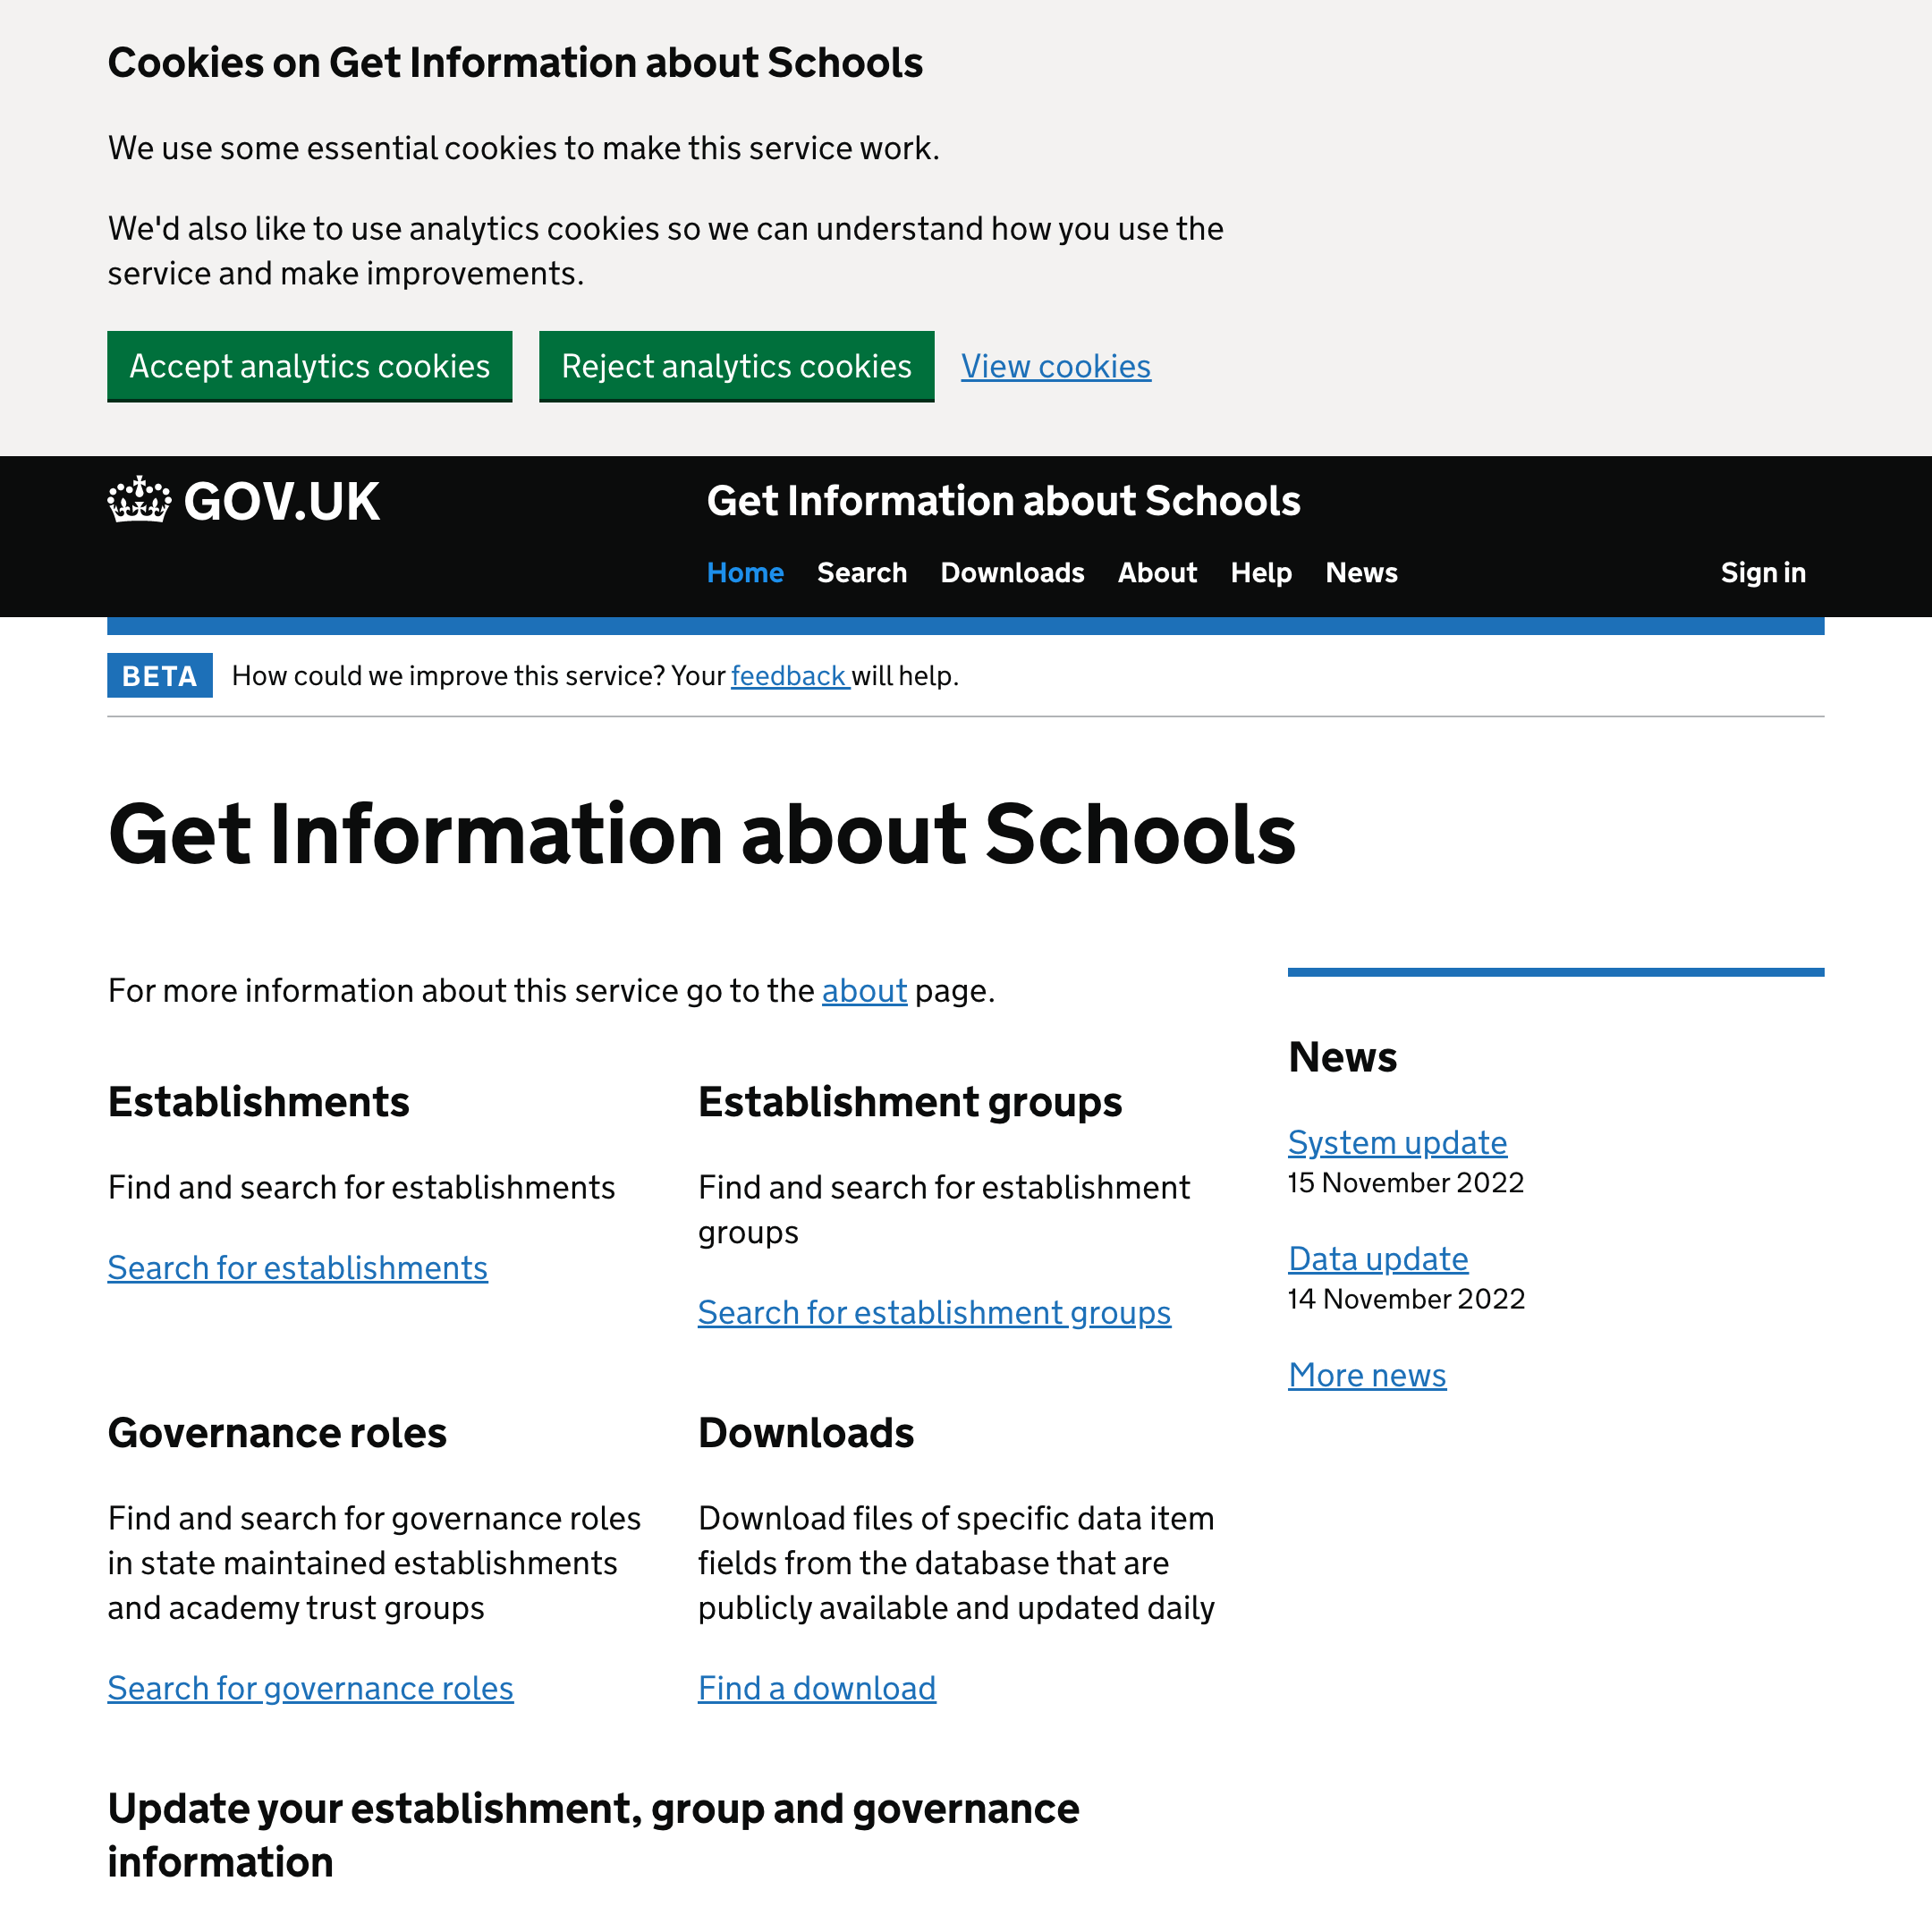 Cookies on Get Information about Schools
We use some essential cookies to make this service work.
We'd also like to use analytics cookies so we can understand how you use the
service and make improvements.
Accept analytics cookies
Reject analytics cookies
View cookies
GOV.UK
Get Information about Schools
Home
Search
Downloads
About
Help
News
Sign in
BETA
How could we improve this service? Your feedback will help.
Get Information about Schools
For more information about this service go to the about page.
Establishments
Find and search for establishments
Search for establishments
Establishment groups
Find and search for establishment
groups
Search for establishment groups
Governance roles
Find and search for governance roles
in state maintained establishments
and academy trust groups
Search for governance roles
Downloads
Download files of specific data item
fields from the database that are
publicly available and updated daily
Find a download
Update your establishment, group and governance
information
News
System update
15 November 2022
Data update
14 November 2022
More news